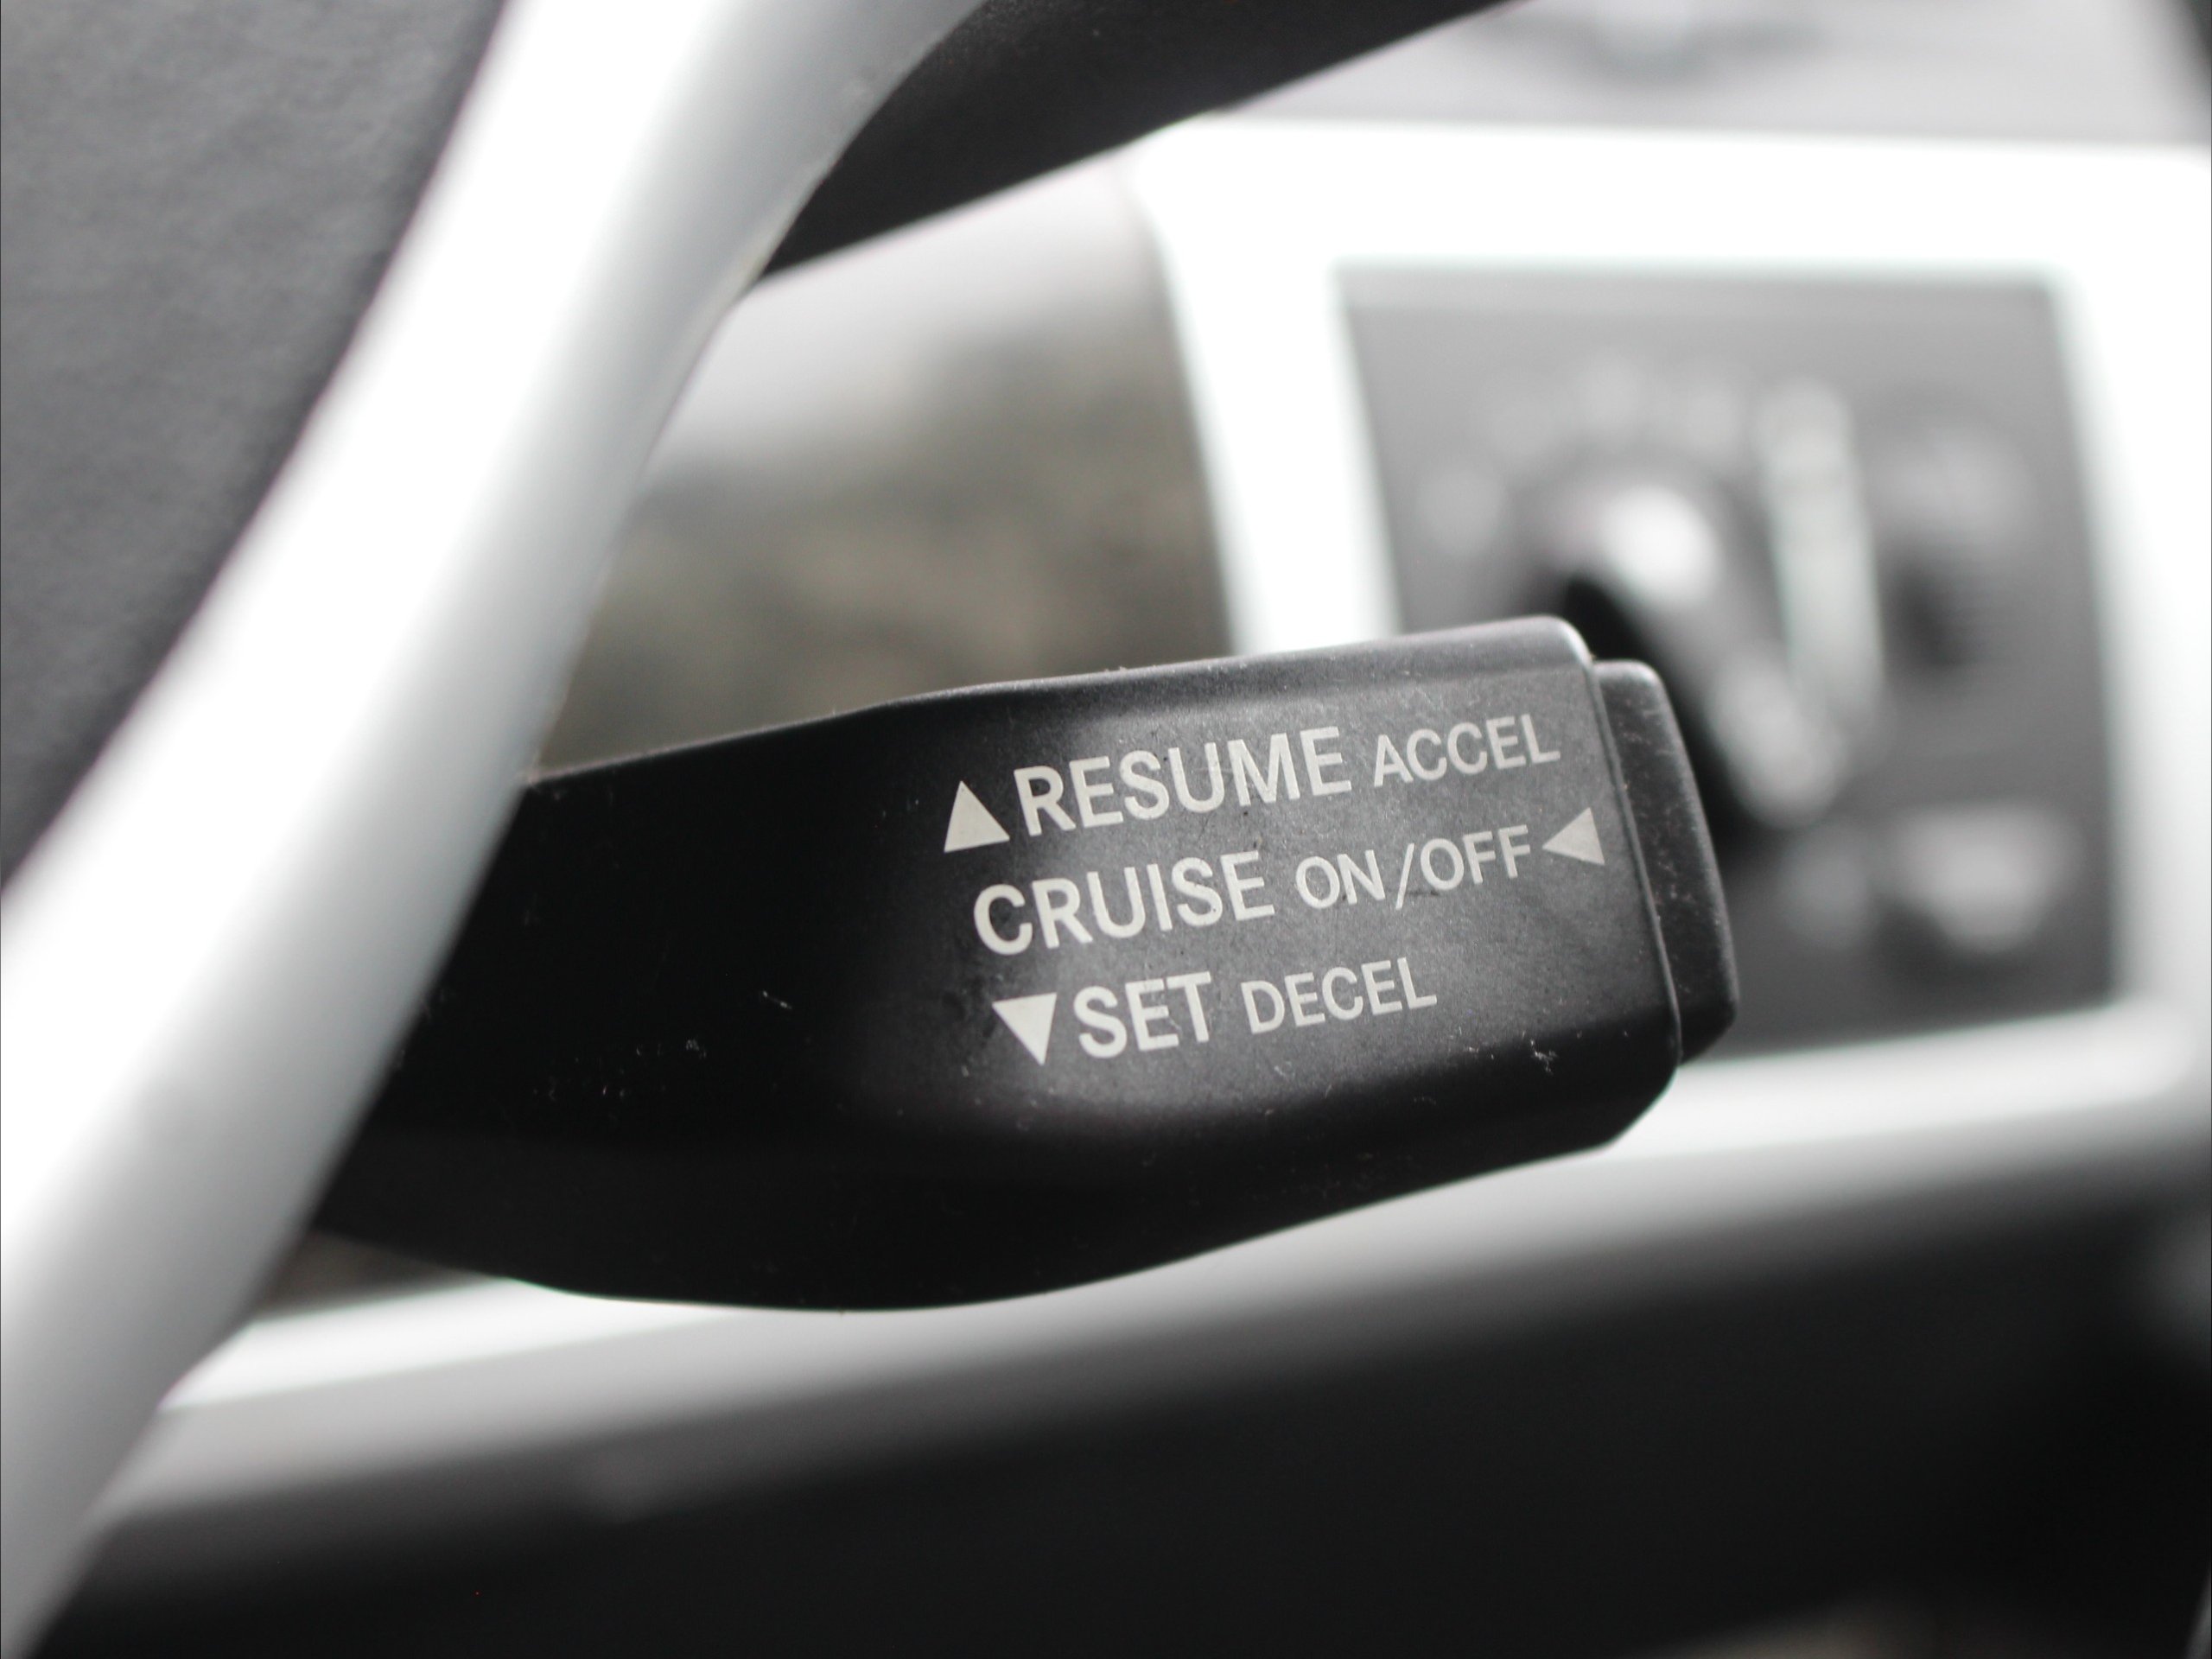 ▲RESUME ACCEL
CRUISE ON/OFF◀
▼SET DECEL